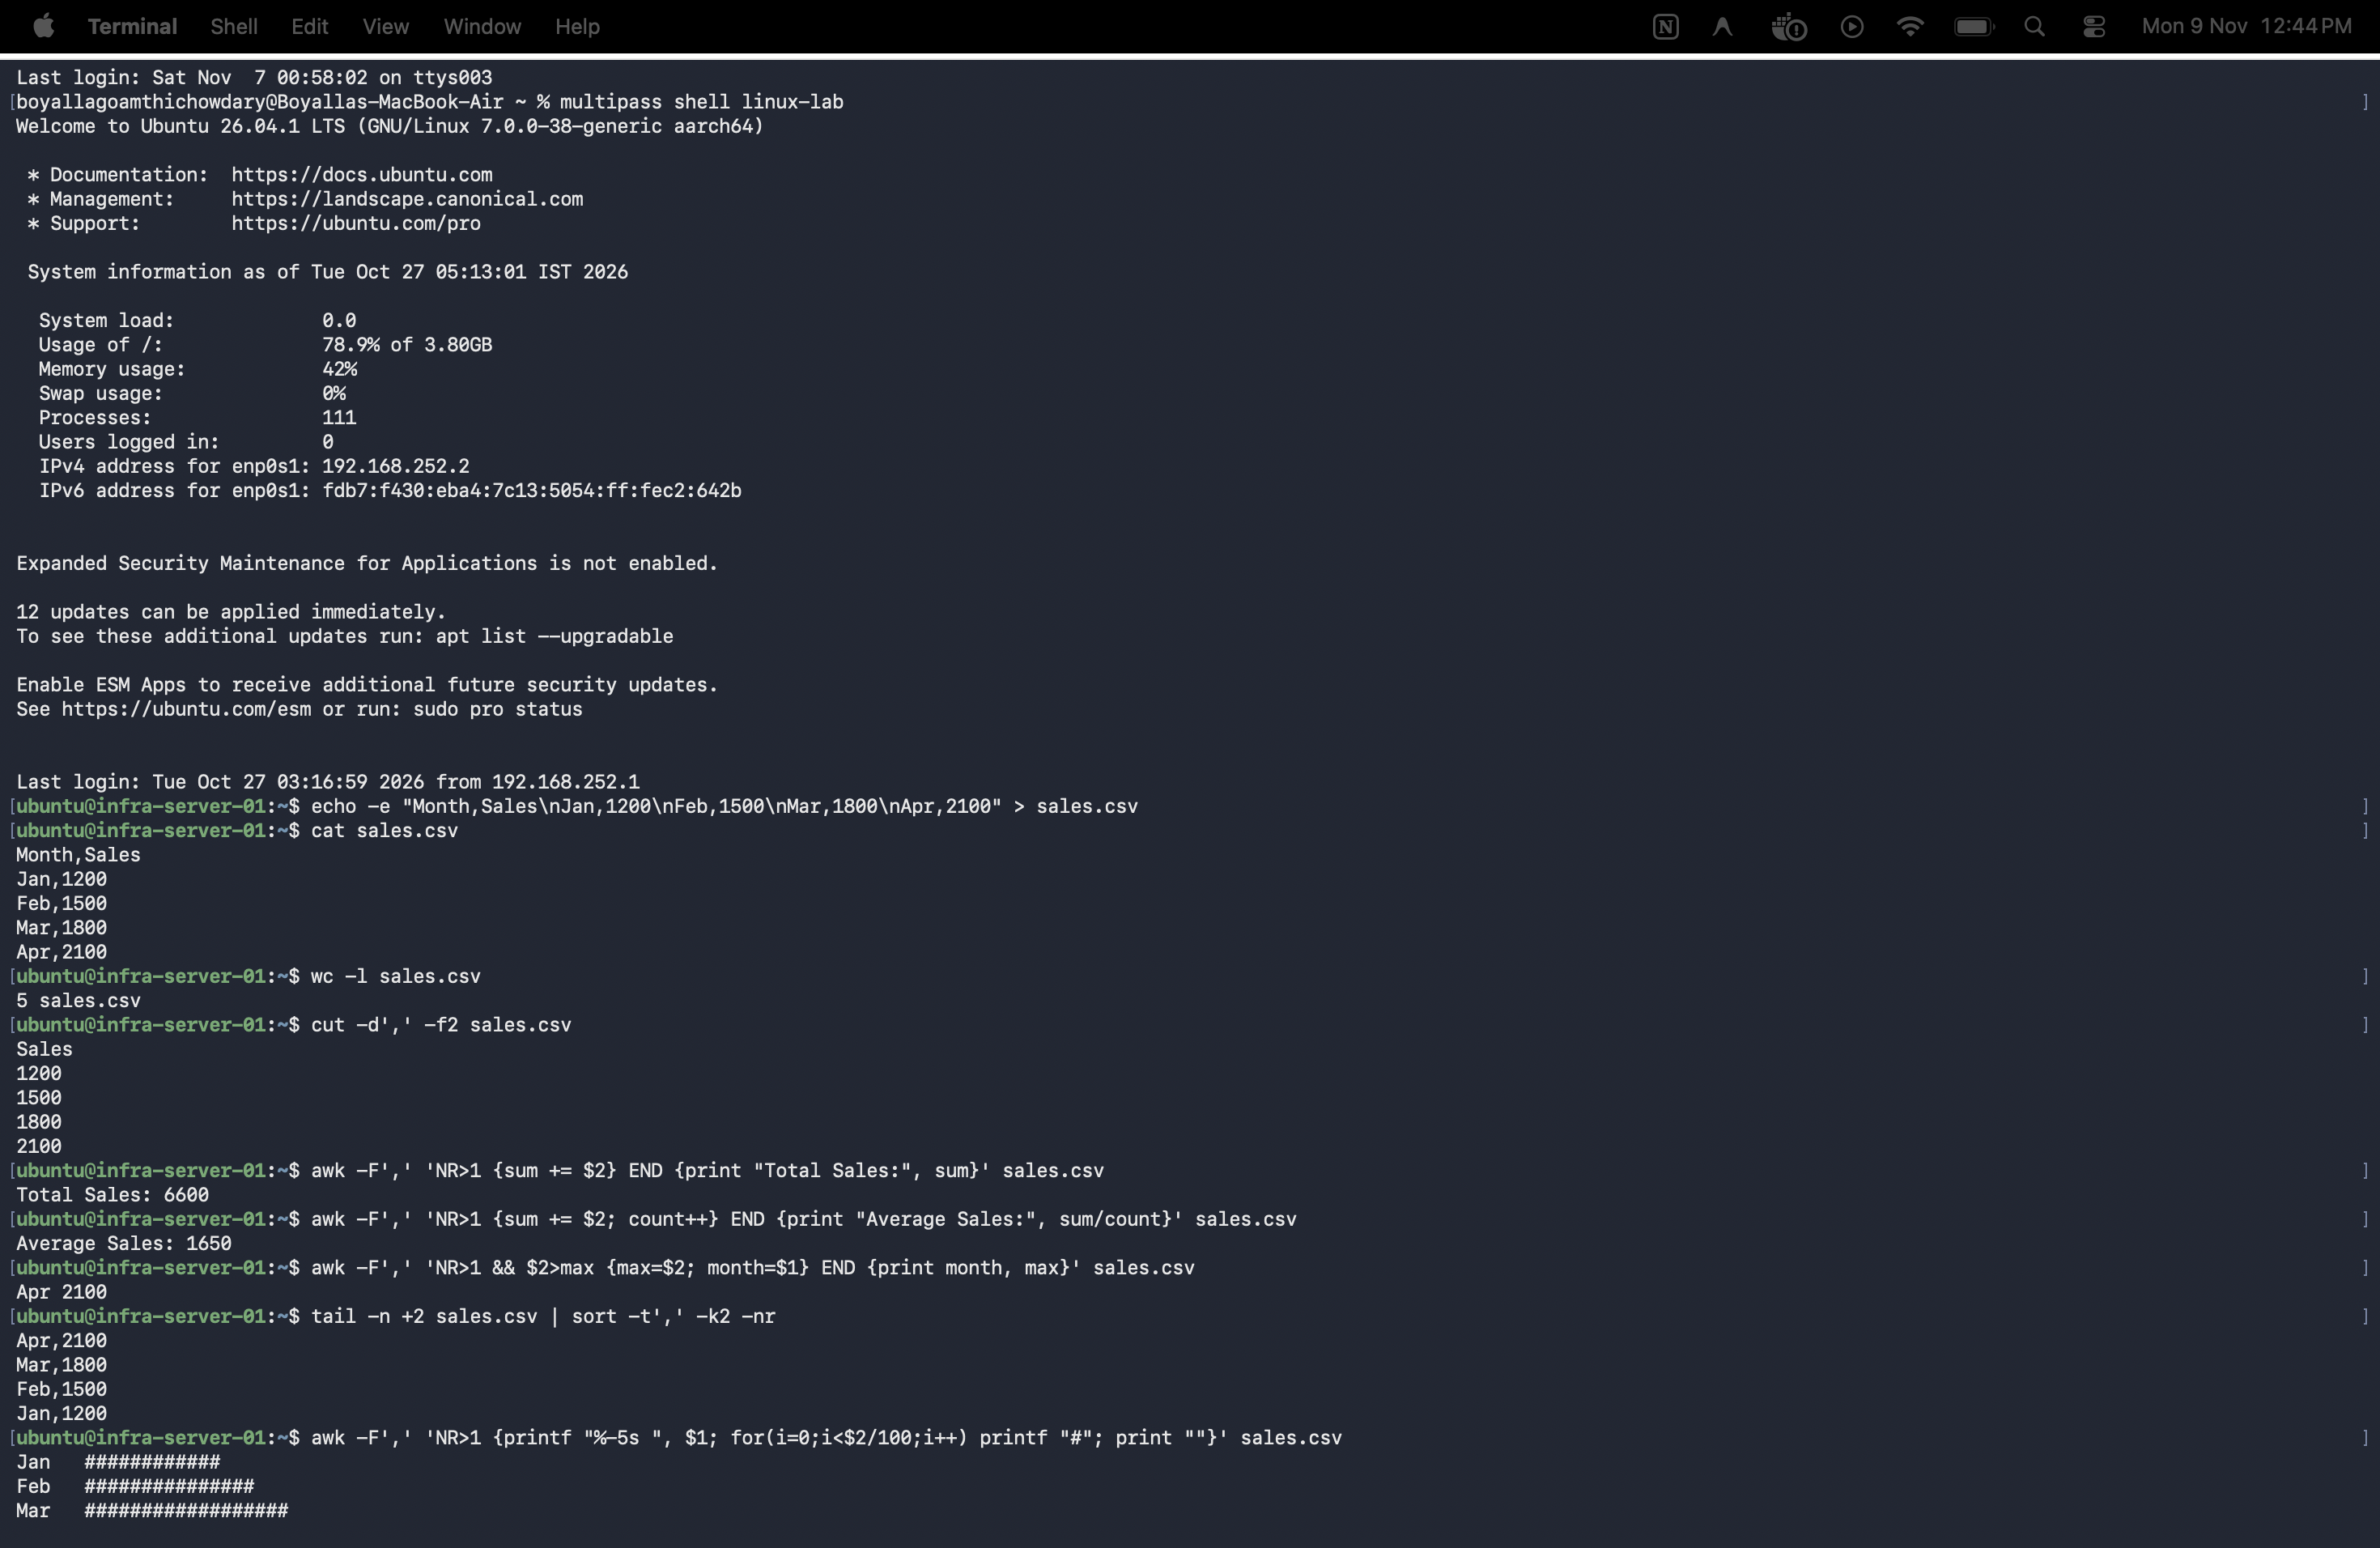 Terminal Shell Edit View Window Help Mon 9 Nov 12:44 PM
Last login: Sat Nov  7 00:58:02 on ttys003
[boyallagoamthichowdary@Boyallas-MacBook-Air ~ % multipass shell linux-lab ]
Welcome to Ubuntu 26.04.1 LTS (GNU/Linux 7.0.0-38-generic aarch64)
 * Documentation:  https://docs.ubuntu.com
 * Management:     https://landscape.canonical.com
 * Support:        https://ubuntu.com/pro
 System information as of Tue Oct 27 05:13:01 IST 2026
  System load:             0.0
  Usage of /:              78.9% of 3.80GB
  Memory usage:            42%
  Swap usage:              0%
  Processes:               111
  Users logged in:         0
  IPv4 address for enp0s1: 192.168.252.2
  IPv6 address for enp0s1: fdb7:f430:eba4:7c13:5054:ff:fec2:642b
Expanded Security Maintenance for Applications is not enabled.
12 updates can be applied immediately.
To see these additional updates run: apt list --upgradable
Enable ESM Apps to receive additional future security updates.
See https://ubuntu.com/esm or run: sudo pro status
Last login: Tue Oct 27 03:16:59 2026 from 192.168.252.1
[ubuntu@infra-server-01:~$ echo -e "Month,Sales\nJan,1200\nFeb,1500\nMar,1800\nApr,2100" > sales.csv ]
[ubuntu@infra-server-01:~$ cat sales.csv ]
Month,Sales
Jan,1200
Feb,1500
Mar,1800
Apr,2100
[ubuntu@infra-server-01:~$ wc -l sales.csv ]
5 sales.csv
[ubuntu@infra-server-01:~$ cut -d',' -f2 sales.csv ]
Sales
1200
1500
1800
2100
[ubuntu@infra-server-01:~$ awk -F',' 'NR>1 {sum += $2} END {print "Total Sales:", sum}' sales.csv ]
Total Sales: 6600
[ubuntu@infra-server-01:~$ awk -F',' 'NR>1 {sum += $2; count++} END {print "Average Sales:", sum/count}' sales.csv ]
Average Sales: 1650
[ubuntu@infra-server-01:~$ awk -F',' 'NR>1 && $2>max {max=$2; month=$1} END {print month, max}' sales.csv ]
Apr 2100
[ubuntu@infra-server-01:~$ tail -n +2 sales.csv | sort -t',' -k2 -nr ]
Apr,2100
Mar,1800
Feb,1500
Jan,1200
[ubuntu@infra-server-01:~$ awk -F',' 'NR>1 {printf "%-5s ", $1; for(i=0;i<$2/100;i++) printf "#"; print ""}' sales.csv ]
Jan   ############
Feb   ###############
Mar   ##################